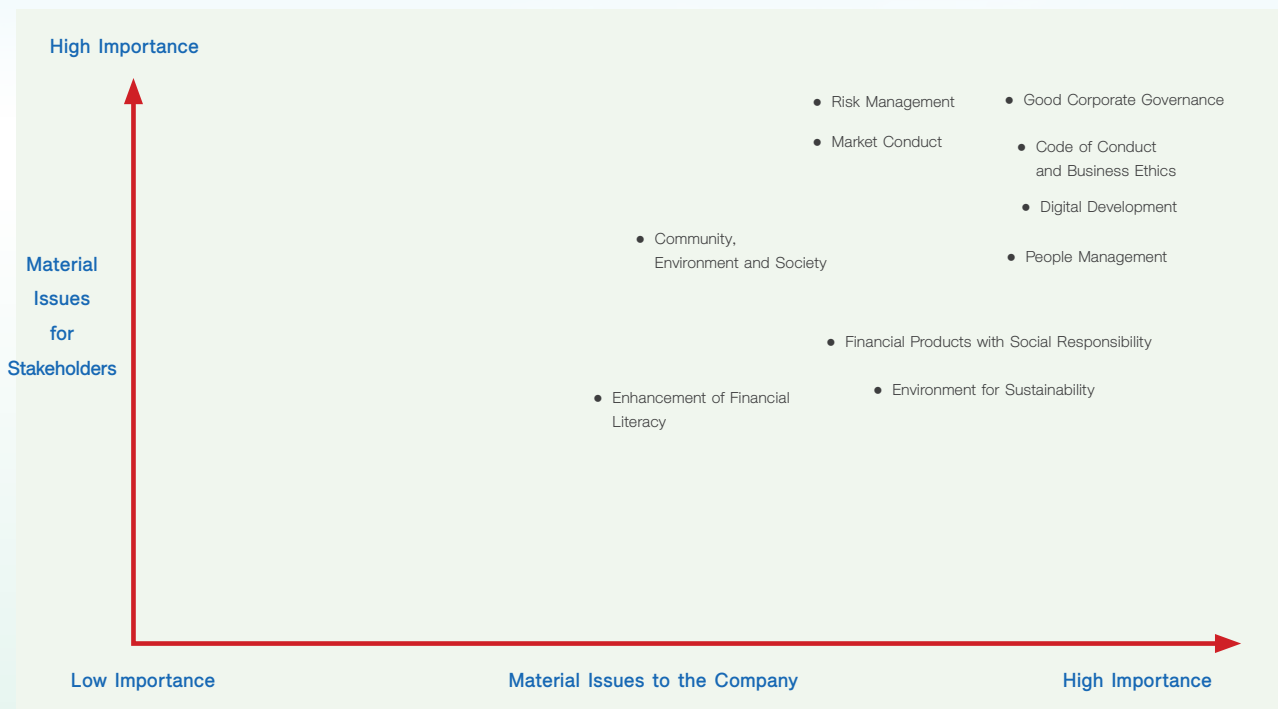 High Importance
● Risk Management
● Good Corporate Governance
● Market Conduct
● Code of Conduct
and Business Ethics
● Digital Development
● Community,
Environment and Society
● People Management
Material
Issues
for
Stakeholders
● Financial Products with Social Responsibility
● Environment for Sustainability
● Enhancement of Financial
Literacy
Low Importance
Material Issues to the Company
High Importance